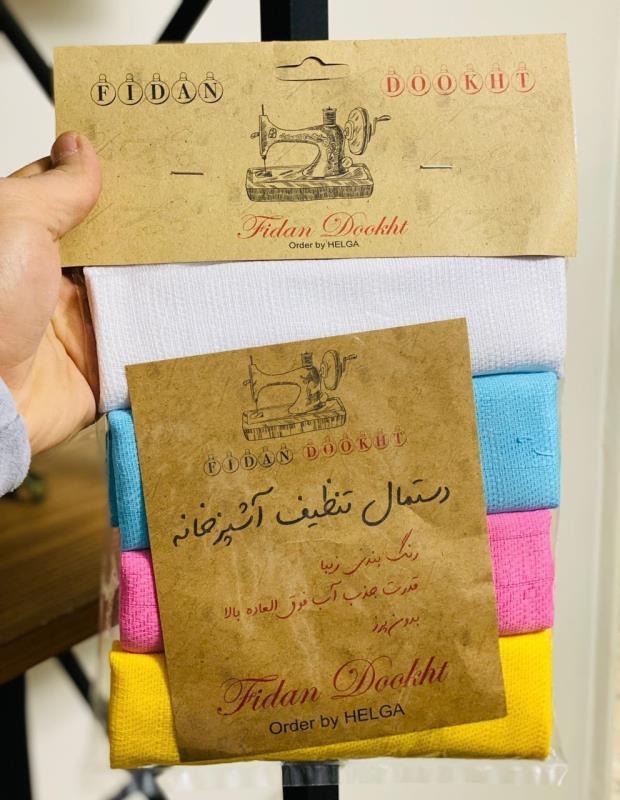 FIDAN DOOKHT
Fidan Dookht
Order by HELGA
FIDAN DOOKHT
دستمال تنظیف آشپزخانه
رنگ بندی زیبا
قدرت جذب آب فوق العاده بالا
بدون پرز
Fidan Dookht
Order by HELGA